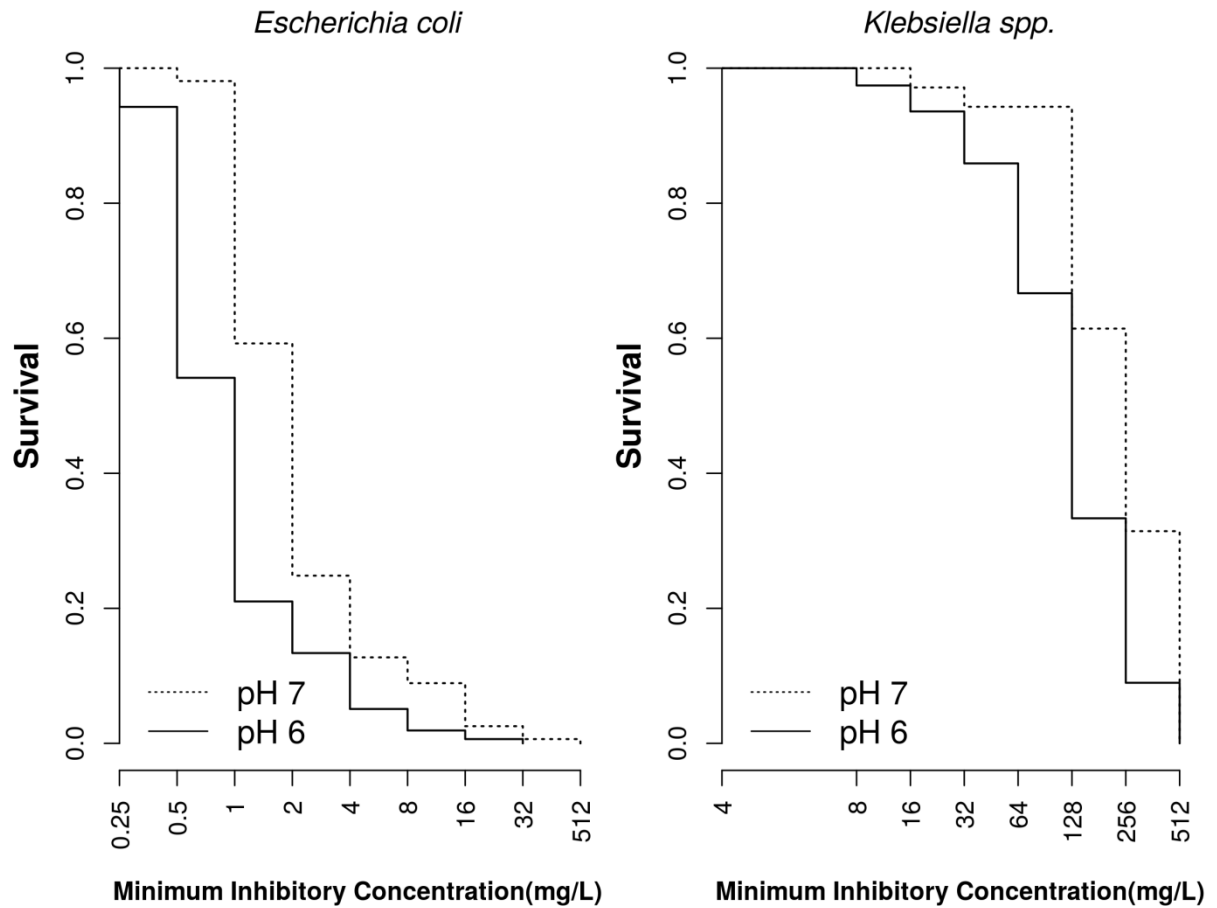 Escherichia coli
Survival
1.0
0.8
0.6
0.4
0.2
0.0
pH 7
pH 6
0.25 0.5 1 2 4 8 16 32 512
Minimum Inhibitory Concentration(mg/L)
Klebsiella spp.
Survival
1.0
0.8
0.6
0.4
0.2
0.0
pH 7
pH 6
4 8 16 32 64 128 256 512
Minimum Inhibitory Concentration(mg/L)